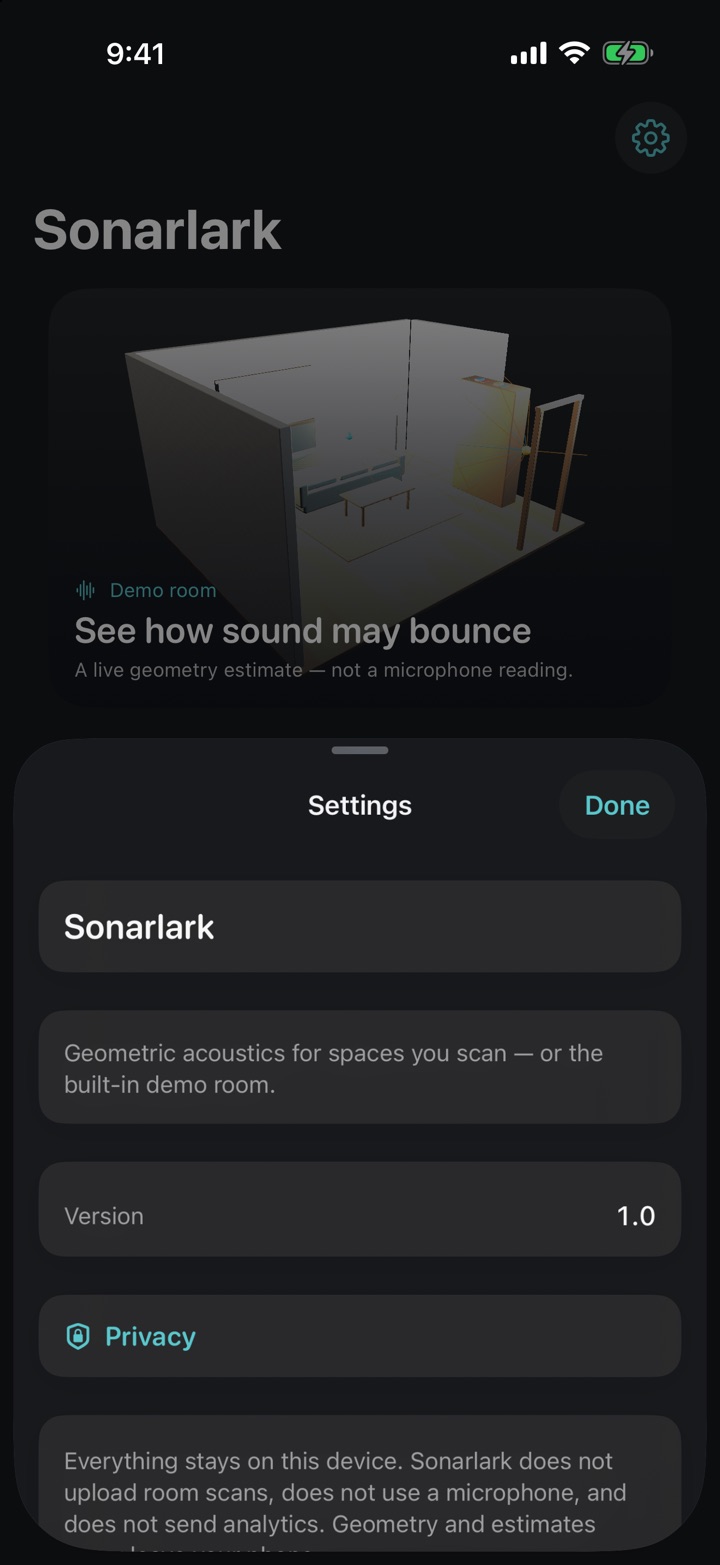 9:41
Sonarlark
Demo room
See how sound may bounce
A live geometry estimate — not a microphone reading.
Settings
Done
Sonarlark
Geometric acoustics for spaces you scan — or the
built-in demo room.
Version
1.0
Privacy
Everything stays on this device. Sonarlark does not
upload room scans, does not use a microphone, and
does not send analytics. Geometry and estimates